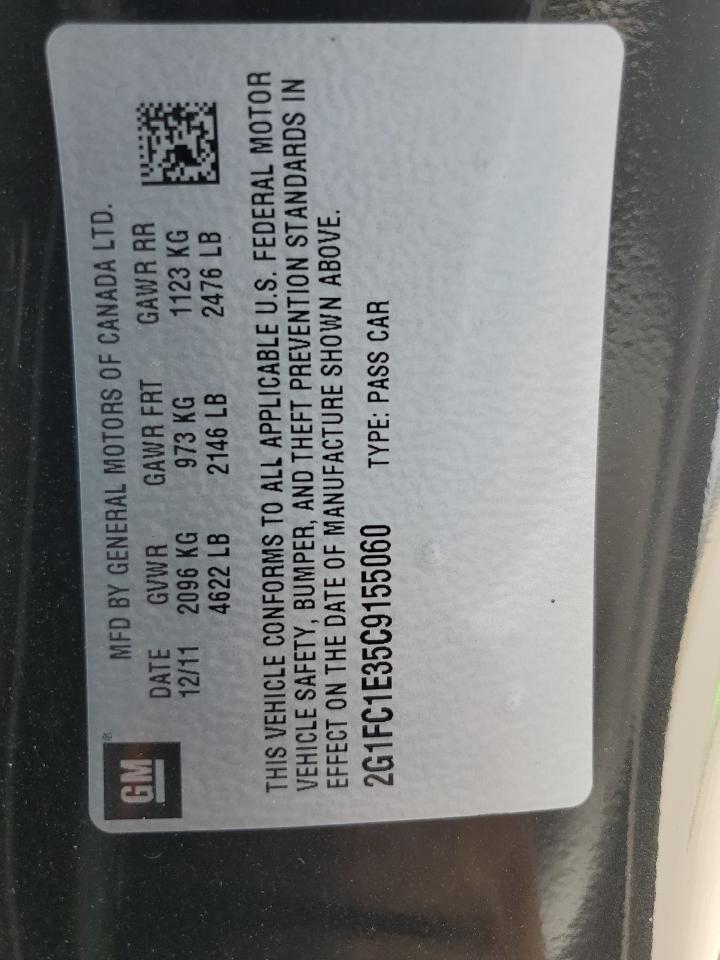 GM®
MFD BY GENERAL MOTORS OF CANADA LTD.
DATE GVWR GAWR FRT GAWR RR
12/11 2096 KG 973 KG 1123 KG
4622 LB 2146 LB 2476 LB
THIS VEHICLE CONFORMS TO ALL APPLICABLE U.S. FEDERAL MOTOR
VEHICLE SAFETY, BUMPER, AND THEFT PREVENTION STANDARDS IN
EFFECT ON THE DATE OF MANUFACTURE SHOWN ABOVE.
2G1FC1E35C9155060 TYPE: PASS CAR